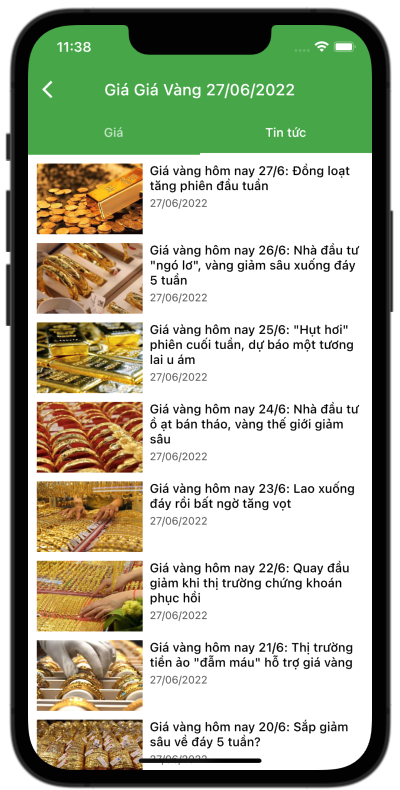 11:38
Giá Giá Vàng 27/06/2022
Giá
Tin tức
Giá vàng hôm nay 27/6: Đồng loạt
tăng phiên đầu tuần
27/06/2022
Giá vàng hôm nay 26/6: Nhà đầu tư
"ngó lơ", vàng giảm sâu xuống đáy
5 tuần
27/06/2022
Giá vàng hôm nay 25/6: "Hụt hơi"
phiên cuối tuần, dự báo một tương
lai u ám
27/06/2022
Giá vàng hôm nay 24/6: Nhà đầu tư
ồ ạt bán tháo, vàng thế giới giảm
sâu
27/06/2022
Giá vàng hôm nay 23/6: Lao xuống
đáy rồi bất ngờ tăng vọt
27/06/2022
Giá vàng hôm nay 22/6: Quay đầu
giảm khi thị trường chứng khoán
phục hồi
27/06/2022
Giá vàng hôm nay 21/6: Thị trường
tiền ảo "đẫm máu" hỗ trợ giá vàng
27/06/2022
Giá vàng hôm nay 20/6: Sắp giảm
sâu về đáy 5 tuần?
27/06/2022